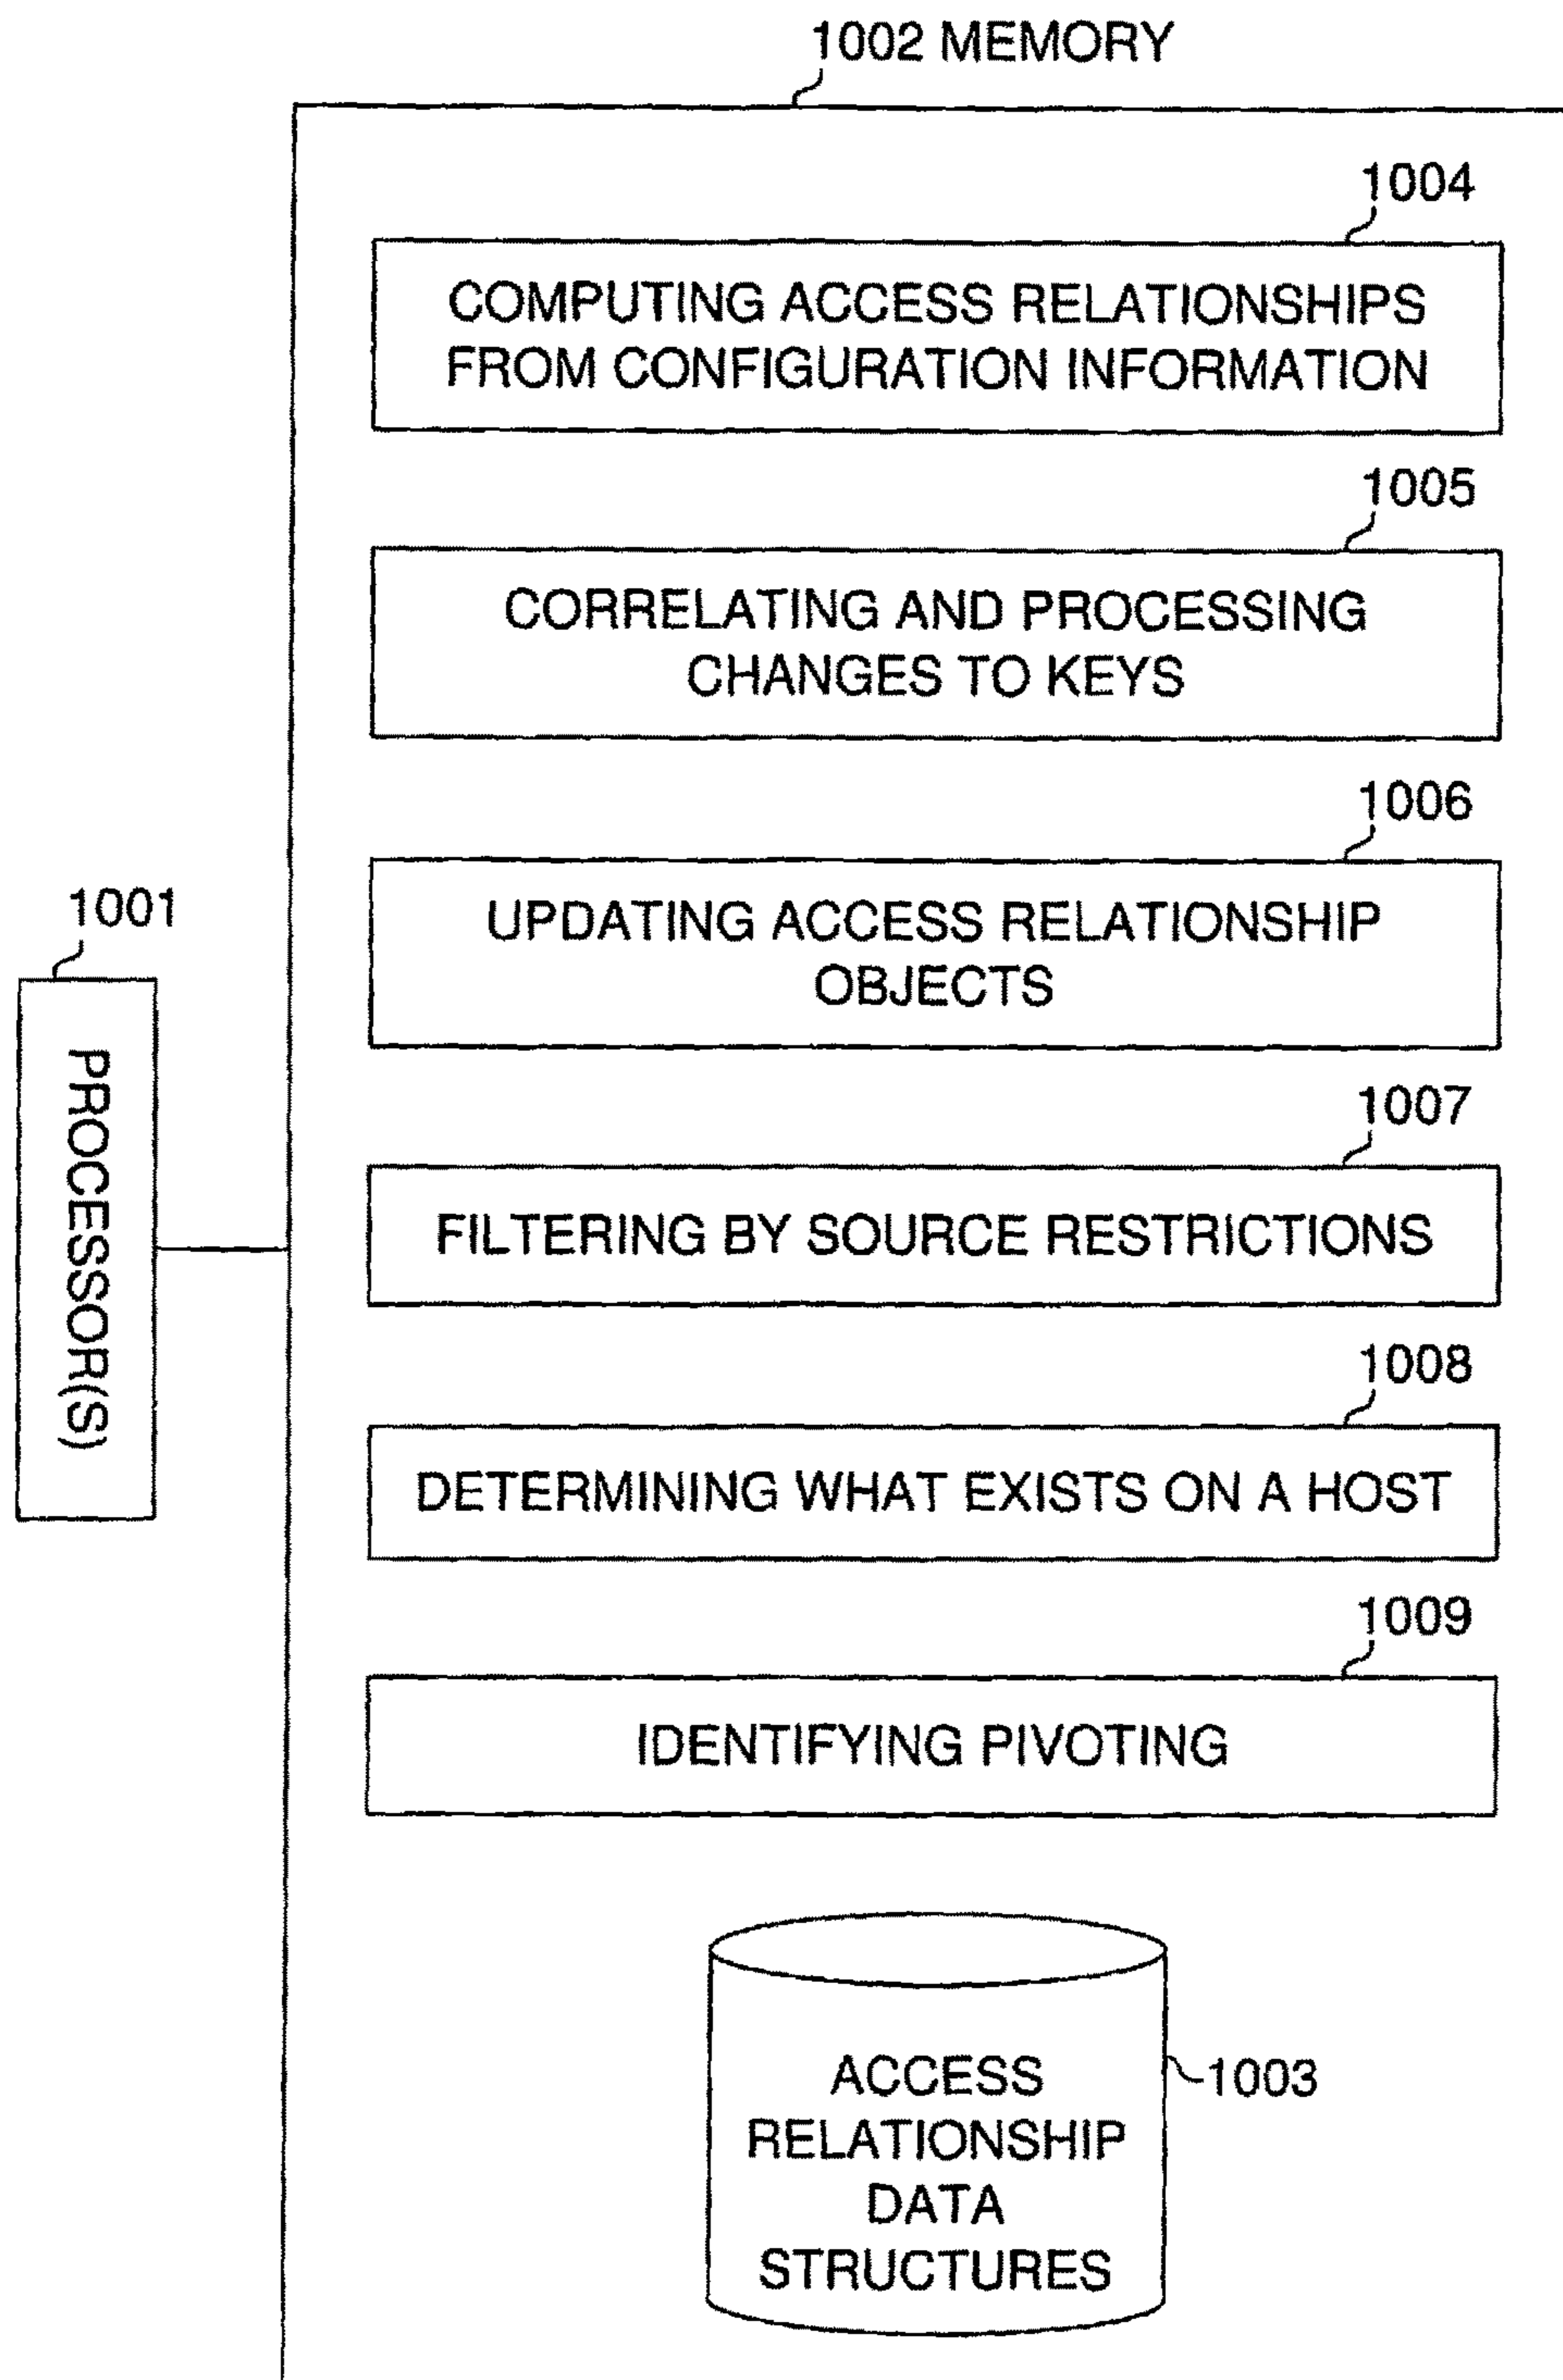 1002 MEMORY
1004
COMPUTING ACCESS RELATIONSHIPS
FROM CONFIGURATION INFORMATION
1005
CORRELATING AND PROCESSING
CHANGES TO KEYS
1006
UPDATING ACCESS RELATIONSHIP
OBJECTS
1001
PROCESSOR(S)
1007
FILTERING BY SOURCE RESTRICTIONS
1008
DETERMINING WHAT EXISTS ON A HOST
1009
IDENTIFYING PIVOTING
ACCESS
RELATIONSHIP
DATA
STRUCTURES
1003